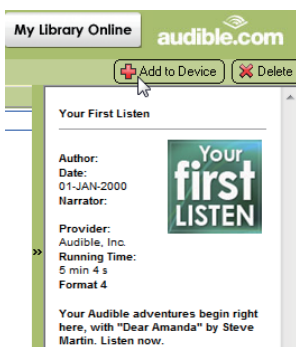 My Library Online
audible.com
Add to Device
Delete
Your First Listen
Author:
Date:
01-JAN-2000
Narrator:
Your
first
LISTEN
Provider:
Audible, Inc.
Running Time:
5 min 4 s
Format 4
»
Your Audible adventures begin right
here, with "Dear Amanda" by Steve
Martin. Listen now.